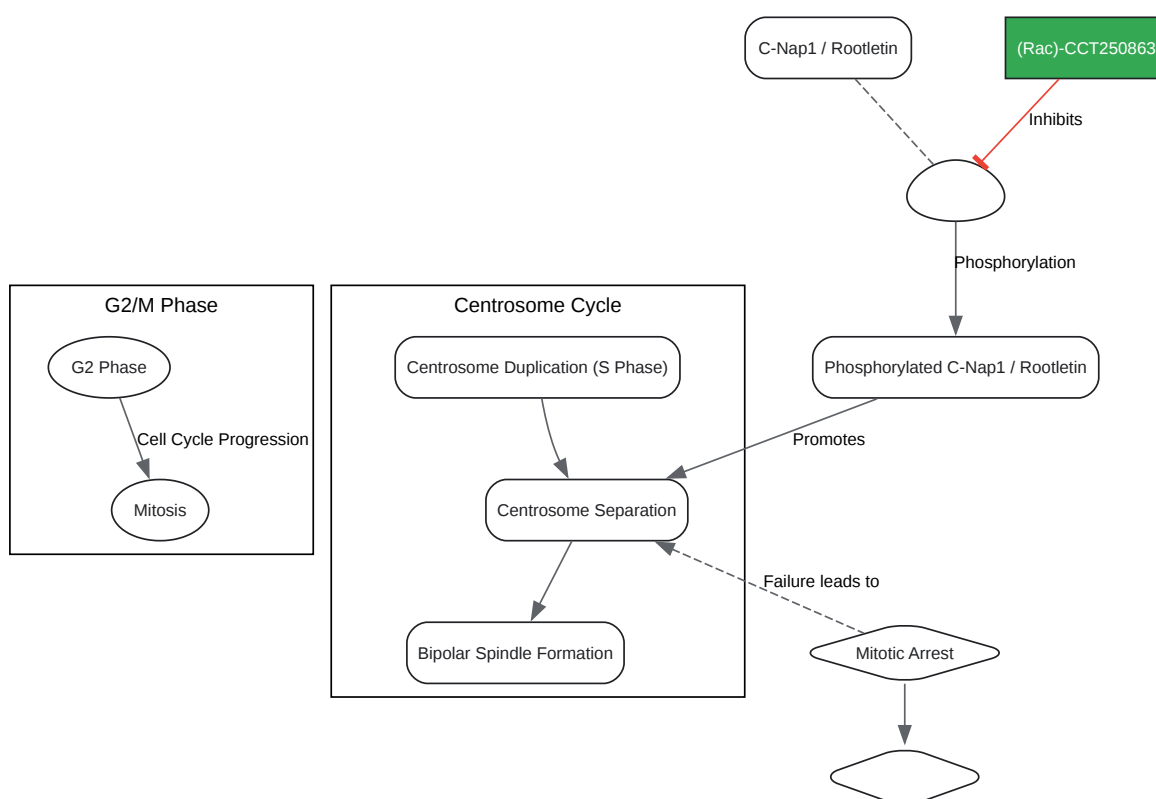 C-Nap1 / Rootletin
(Rac)-CCT250863
Inhibits
Phosphorylation
G2/M Phase
Centrosome Cycle
G2 Phase
Centrosome Duplication (S Phase)
Phosphorylated C-Nap1 / Rootletin
Cell Cycle Progression
Promotes
Mitosis
Centrosome Separation
Failure leads to
Bipolar Spindle Formation
Mitotic Arrest